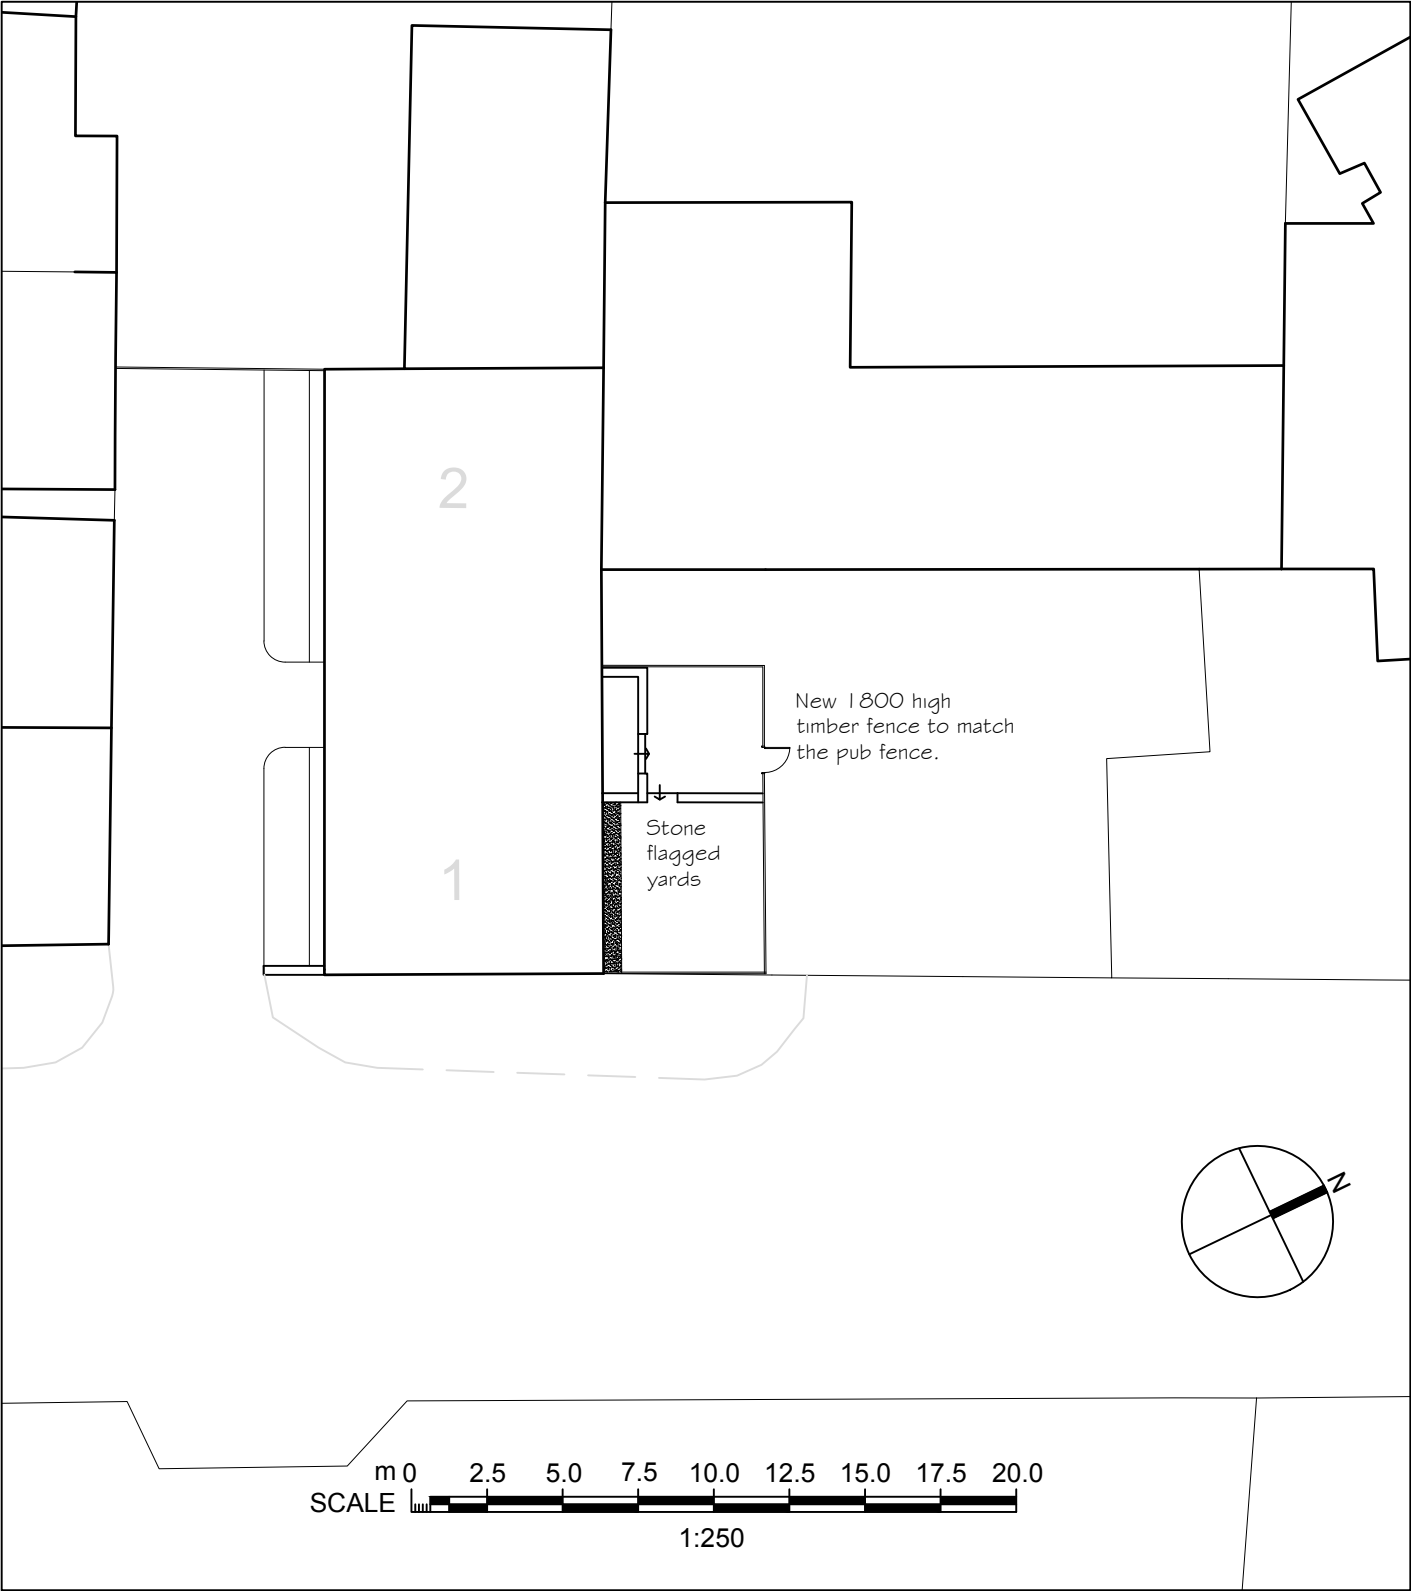 2
New 1800 high
timber fence to match
the pub fence.
Stone
flagged
yards
1
N
m 0 2.5 5.0 7.5 10.0 12.5 15.0 17.5 20.0
SCALE
1:250